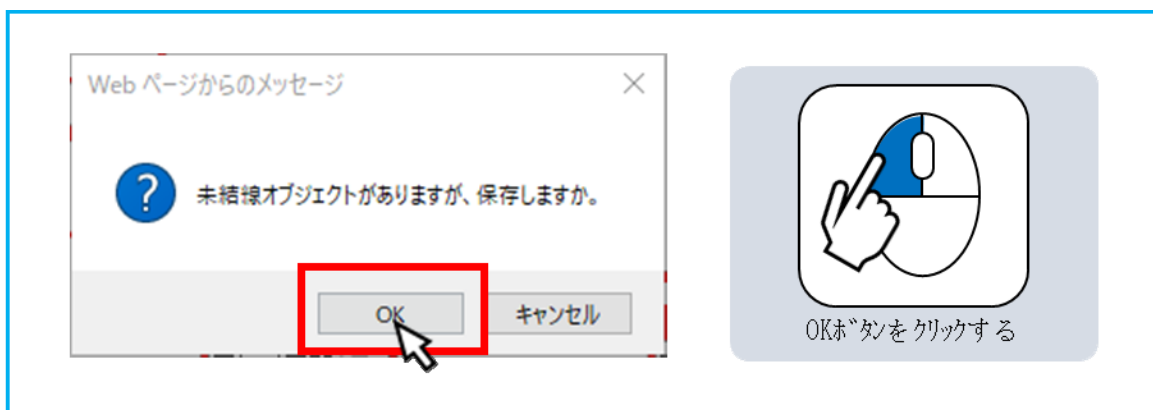 Web ページからのメッセージ
?
未結線オブジェクトがありますが、保存しますか。
OK
キャンセル
OKボタンをクリックする